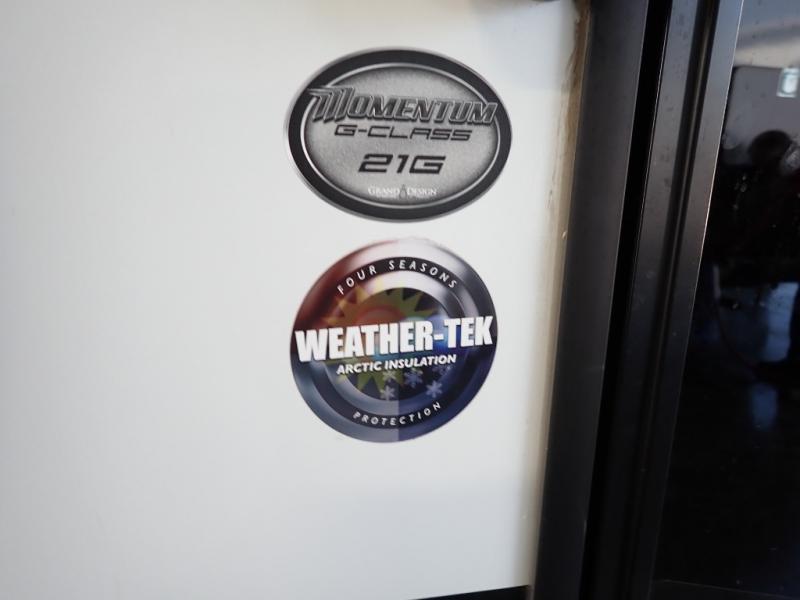 MOMENTUM
G-CLASS
21G
GRAND DESIGN
FOUR SEASONS
WEATHER-TEK
ARCTIC INSULATION
PROTECTION